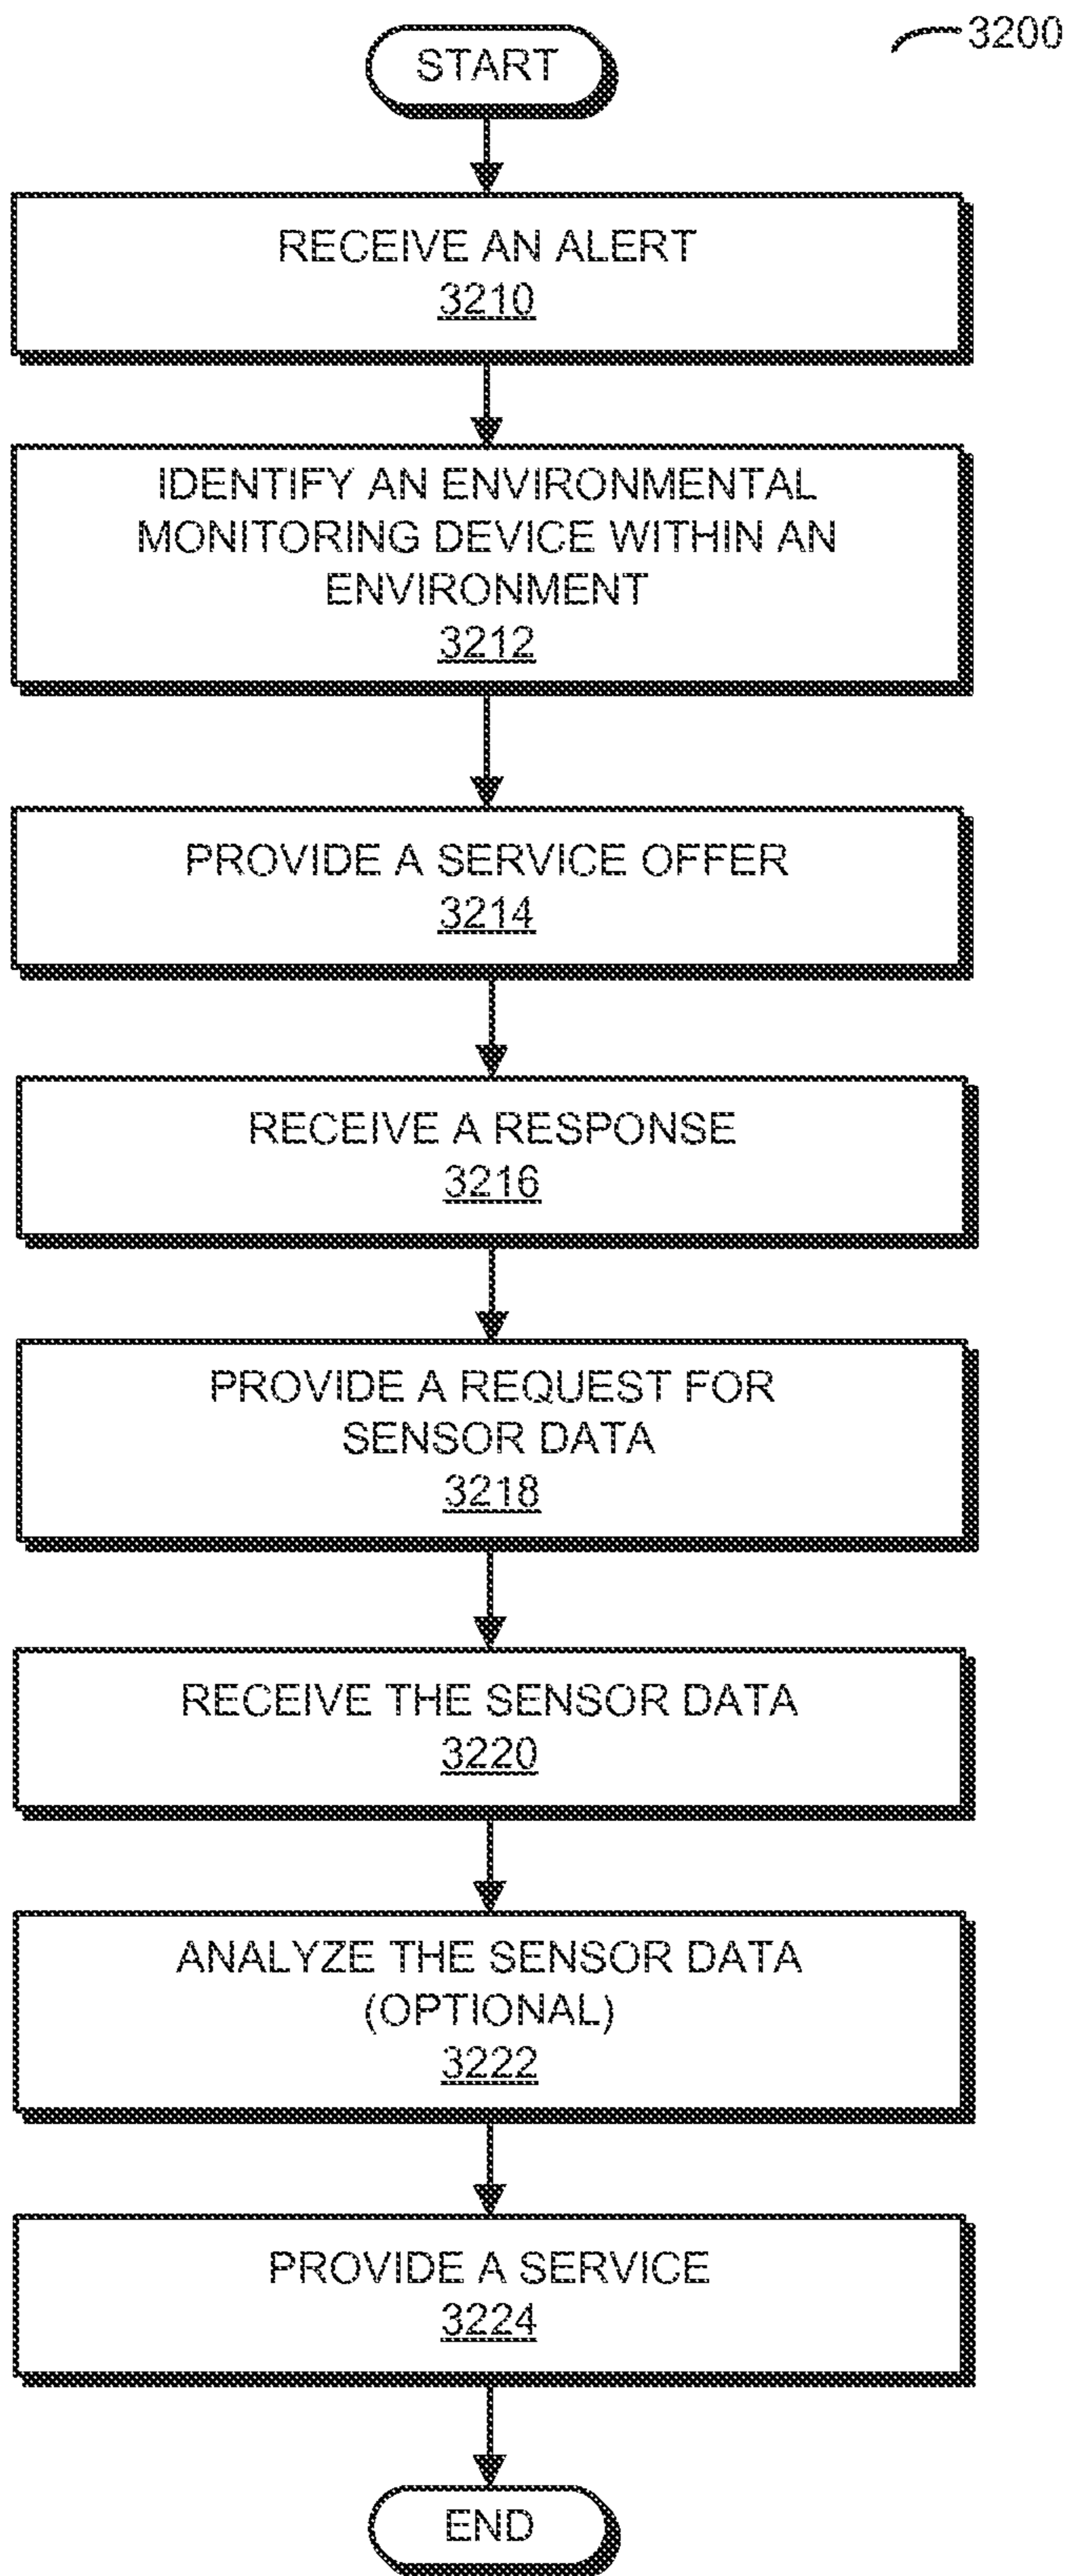 3200
START
RECEIVE AN ALERT
3210
IDENTIFY AN ENVIRONMENTAL
MONITORING DEVICE WITHIN AN
ENVIRONMENT
3212
PROVIDE A SERVICE OFFER
3214
RECEIVE A RESPONSE
3216
PROVIDE A REQUEST FOR
SENSOR DATA
3218
RECEIVE THE SENSOR DATA
3220
ANALYZE THE SENSOR DATA
(OPTIONAL)
3222
PROVIDE A SERVICE
3224
END